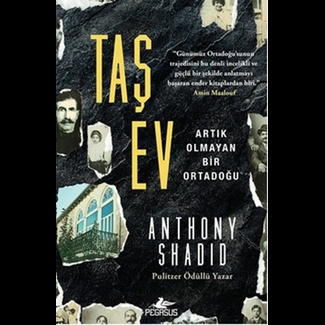 TAŞ
EV
"Günümüz Ortadoğu'sunun
trajedisini bu denli incelikli ve
güçlü bir şekilde anlatmayı
başaran ender kitaplardan biri."
Amin Maalouf
ARTIK
OLMAYAN
BİR
ORTADOĞU
ANTHONY
SHADID
Pulitzer Ödüllü Yazar
PEGASUS